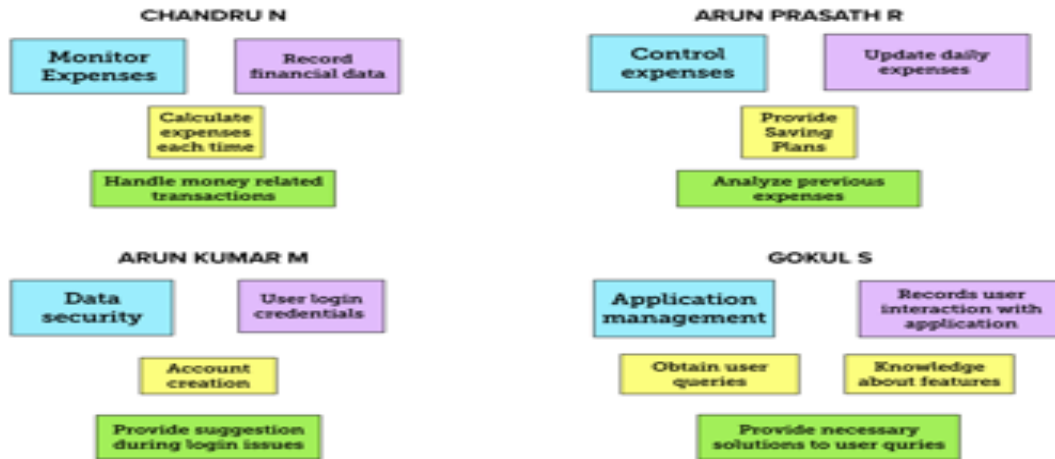 CHANDRU N
Monitor
Expenses
Record
financial data
Calculate
expenses
each time
Handle money related
transactions
ARUN PRASATH R
Control
expenses
Update daily
expenses
Provide
Saving
Plans
Analyze previous
expenses
ARUN KUMAR M
Data
security
User login
credentials
Account
creation
Provide suggestion
during login issues
GOKUL S
Application
management
Records user
interaction with
application
Obtain user
queries
Knowledge
about features
Provide necessary
solutions to user quries